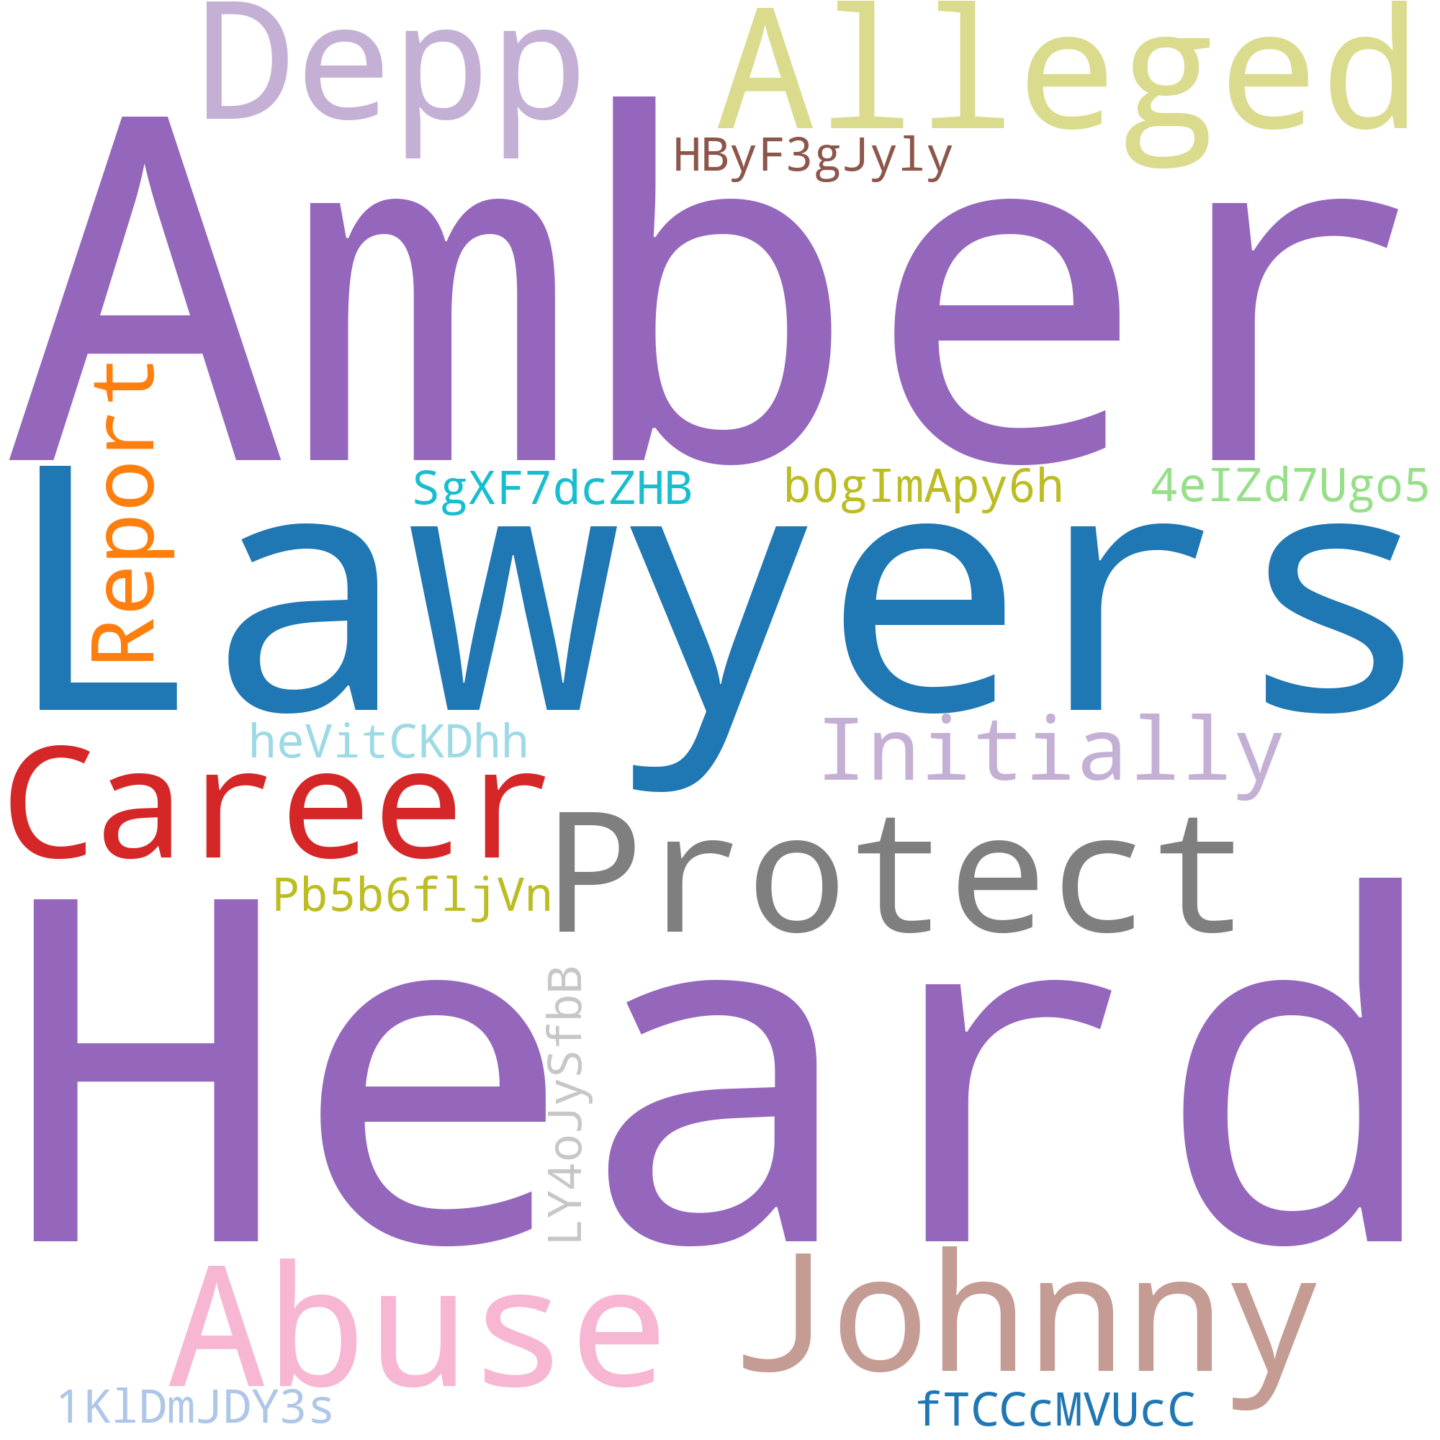 Depp
Alleged
HByF3gJyly
Amber
Report
SgXF7dcZHB
b0gImApy6h
4eIZd7Ugo5
Lawyers
heVitCKDhh
Initially
Career
Protect
Pb5b6fljVn
Heard
LY4oJySfbB
Abuse
Johnny
1KlDmJDY3s
fTCCcMVUcC